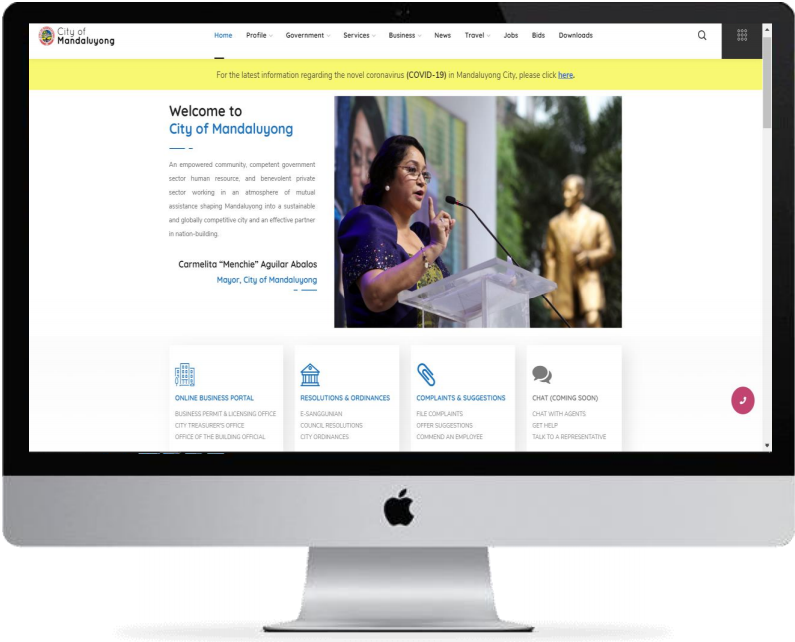 City of
Mandaluyong
Home Profile Government Services Business News Travel Jobs Bids Downloads
For the latest information regarding the novel coronavirus (COVID-19) in Mandaluyong City, please click here.
Welcome to
City of Mandaluyong
An empowered community, competent government
sector human resource, and benevolent private
sector working in an atmosphere of mutual
assistance shaping Mandaluyong into a sustainable
and globally competitive city and an effective partner
in nation-building.
Carmelita “Menchie” Aguilar Abalos
Mayor, City of Mandaluyong
ONLINE BUSINESS PORTAL
BUSINESS PERMIT & LICENSING OFFICE
CITY TREASURER'S OFFICE
OFFICE OF THE BUILDING OFFICIAL
RESOLUTIONS & ORDINANCES
E-SANGGUNIAN
COUNCIL RESOLUTIONS
CITY ORDINANCES
COMPLAINTS & SUGGESTIONS
FILE COMPLAINTS
OFFER SUGGESTIONS
COMMEND AN EMPLOYEE
CHAT (COMING SOON)
CHAT WITH AGENTS
GET HELP
TALK TO A REPRESENTATIVE